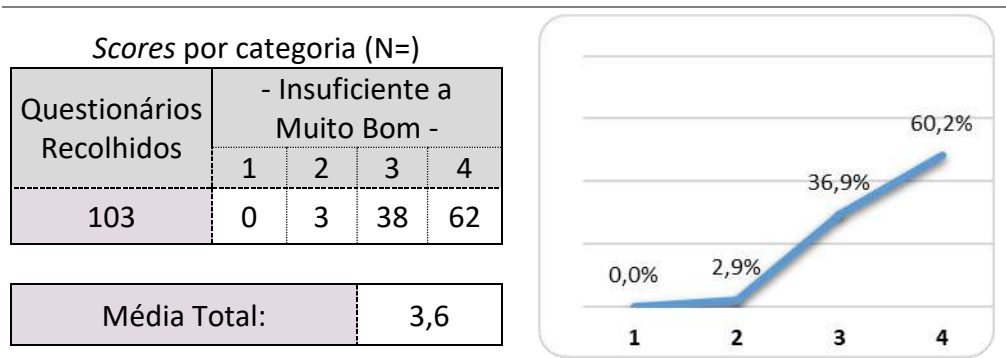 Scores por categoria (N=)
Questionários
Recolhidos
- Insuficiente a
Muito Bom -
1 2 3 4
103 0 3 38 62
Média Total: 3,6
60,2%
36,9%
2,9%
0,0%
1 2 3 4